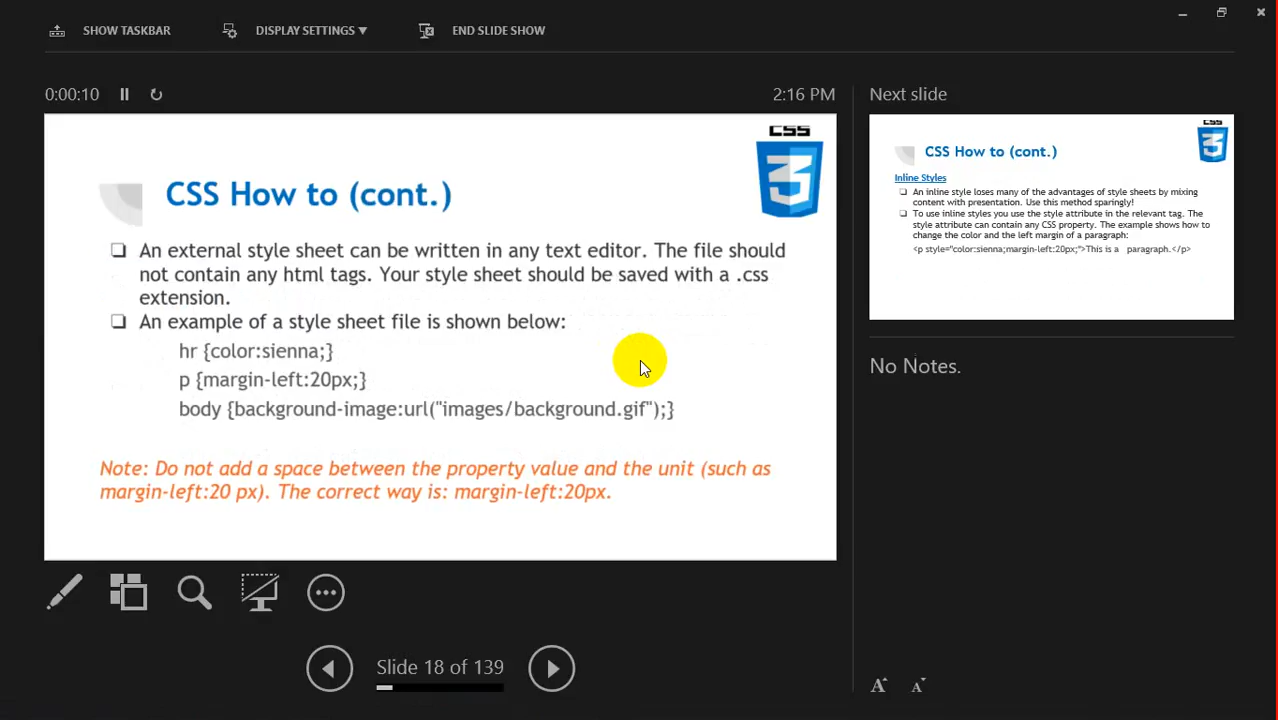 SHOW TASKBAR
DISPLAY SETTINGS ▼
END SLIDE SHOW
0:00:10
2:16 PM
CSS
3
CSS How to (cont.)
❑ An external style sheet can be written in any text editor. The file should
not contain any html tags. Your style sheet should be saved with a .css
extension.
❑ An example of a style sheet file is shown below:
hr {color:sienna;}
p {margin-left:20px;}
body {background-image:url("images/background.gif");}
Note: Do not add a space between the property value and the unit (such as
margin-left:20 px). The correct way is: margin-left:20px.
Slide 18 of 139
Next slide
CSS
3
CSS How to (cont.)
Inline Styles
❑ An inline style loses many of the advantages of style sheets by mixing
content with presentation. Use this method sparingly!
❑ To use inline styles you use the style attribute in the relevant tag. The
style attribute can contain any CSS property. The example shows how to
change the color and the left margin of a paragraph:
<p style="color:sienna;margin-left:20px;">This is a paragraph.</p>
No Notes.
A A